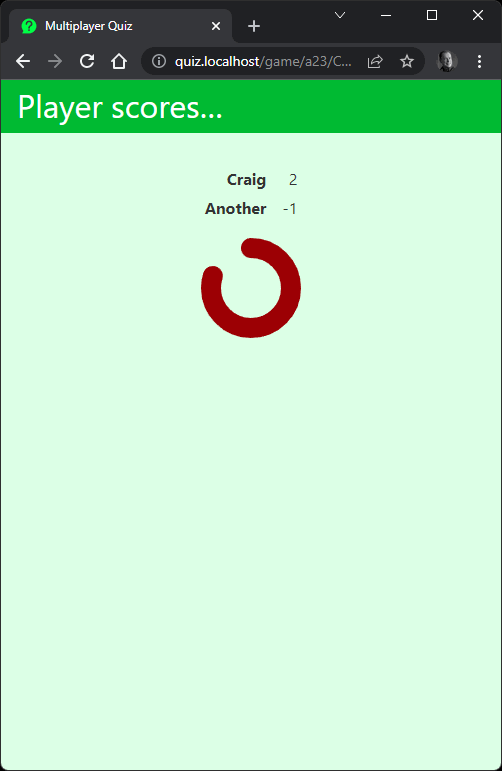 Multiplayer Quiz
quiz.localhost/game/a23/C...
Player scores...
Craig 2
Another -1